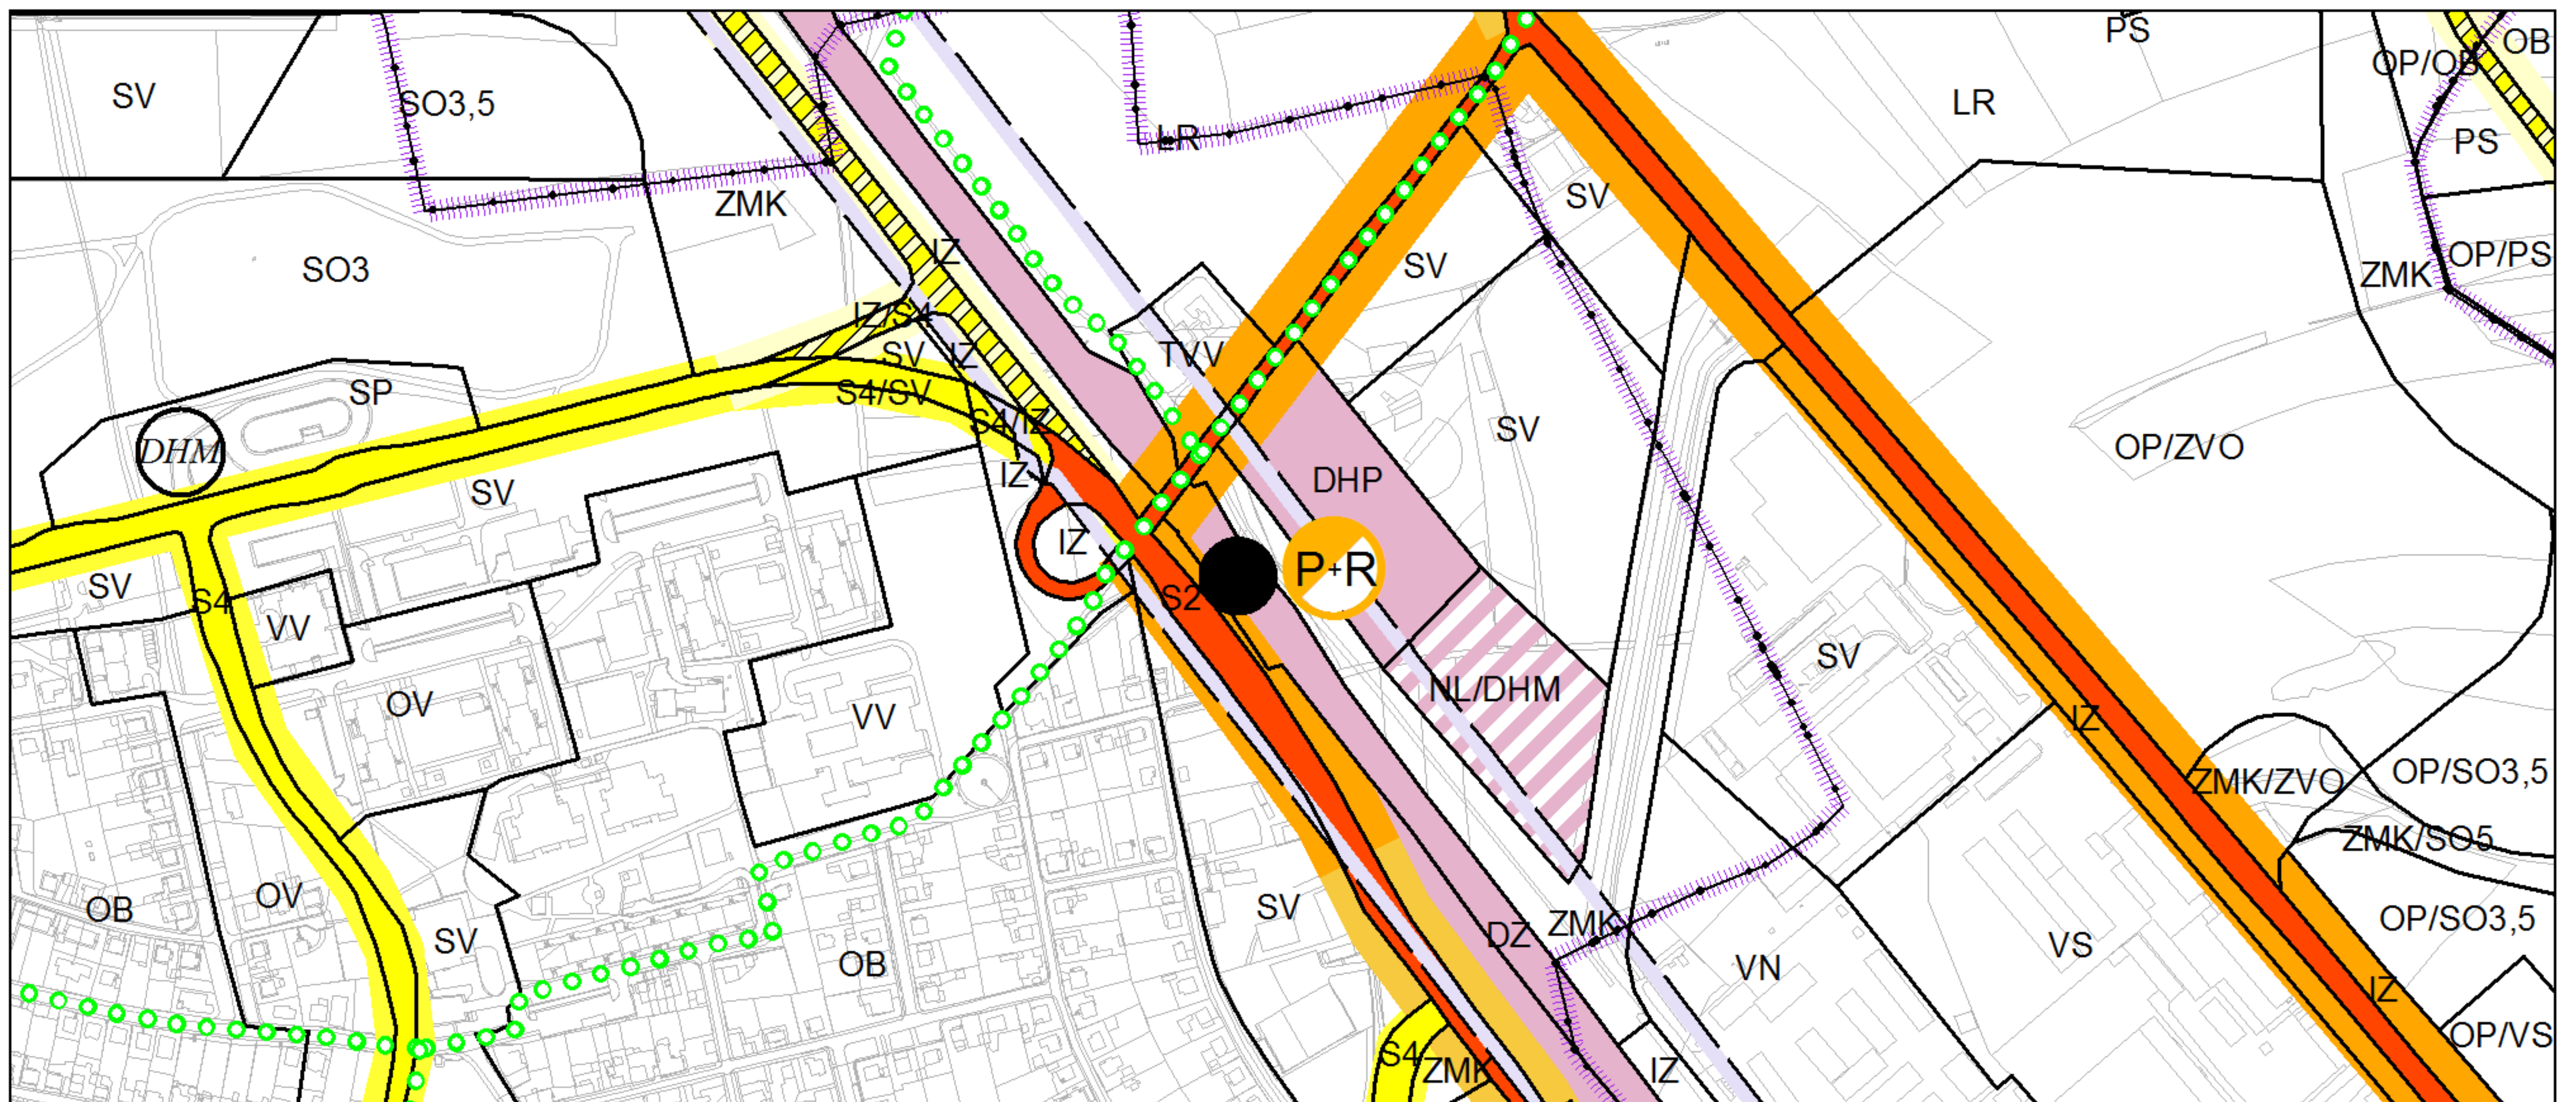 PS
OB
OP/OB
SV
SO3,5
LR
LR
PS
SV
ZMK
IZ
SV
OP/PS
SO3
ZMK
IZ/S4
SV
IZ
TVV
SP
S4/SV
S4/IZ
SV
OP/ZVO
DHM
IZ
DHP
SV
IZ
P+R
SV
S4
S2
VV
SV
NL/DHM
OV
VV
IZ
OP/SO3,5
ZMK/ZVO
ZMK/SO5
OV
OB
SV
OP/SO3,5
ZMK
DZ
SV
VS
OB
VN
IZ
OP/VS
S4
ZMK
IZ